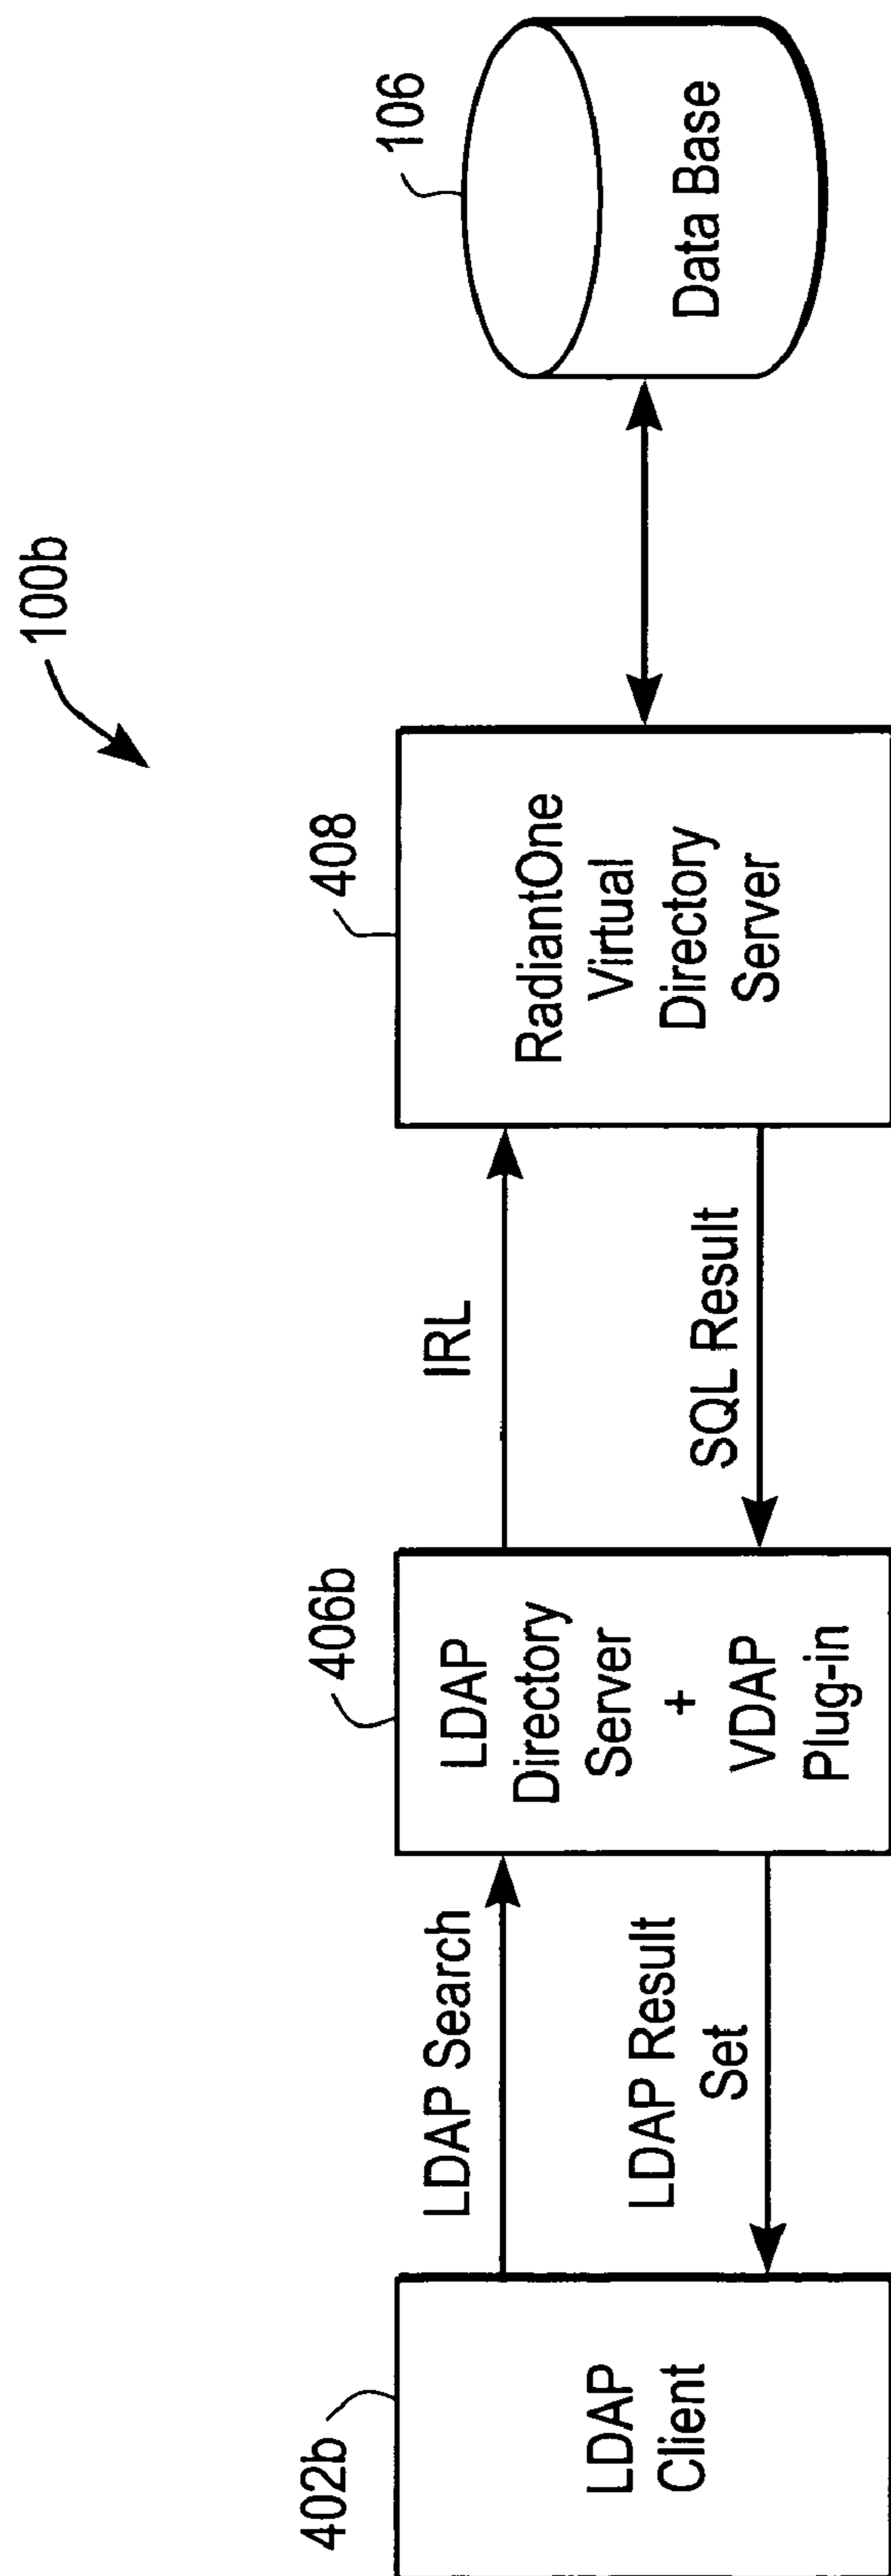 100b
402b
LDAP
Client
LDAP Search
LDAP Result
Set
406b
LDAP
Directory
Server
+
VDAP
Plug-in
IRL
SQL Result
408
RadiantOne
Virtual
Directory
Server
106
Data Base